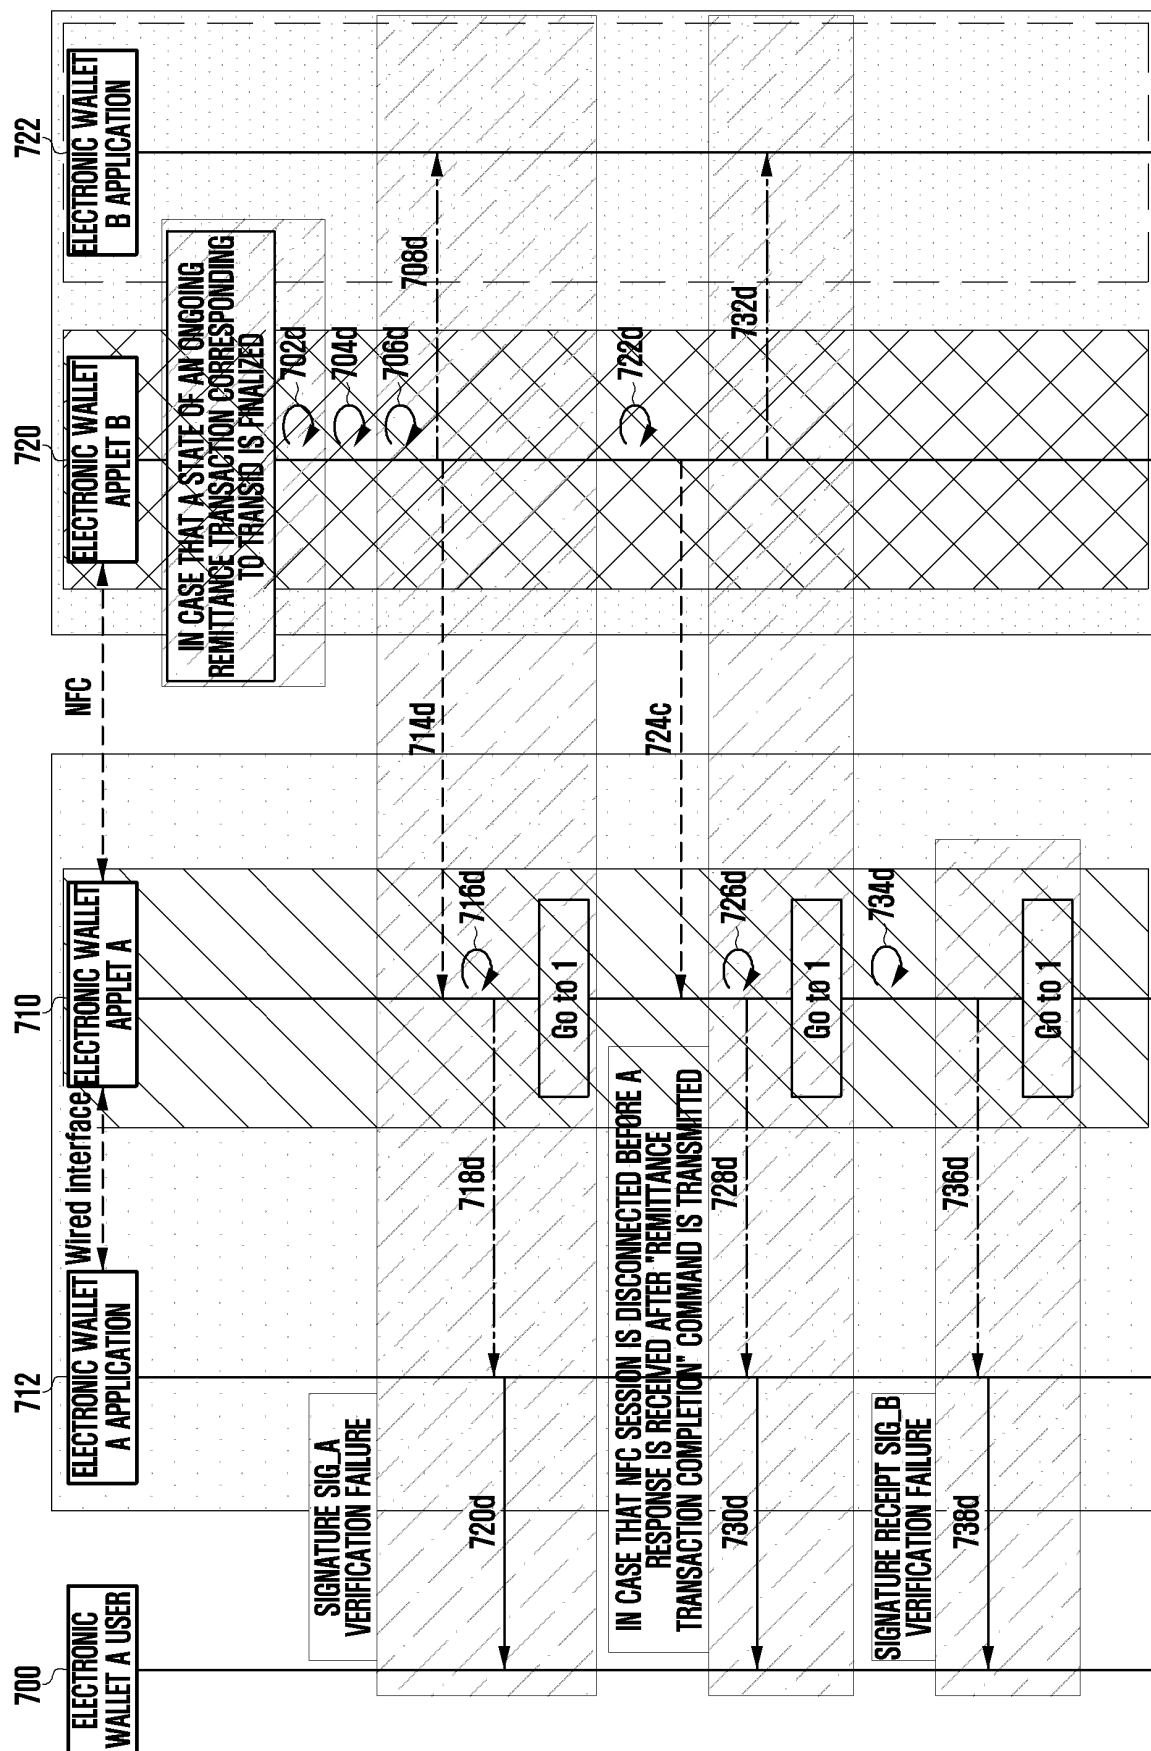 700
ELECTRONIC
WALLET A USER
712
ELECTRONIC WALLET
A APPLICATION
Wired interface
710
ELECTRONIC WALLET
APPLET A
NFC
720
ELECTRONIC WALLET
APPLET B
722
ELECTRONIC WALLET
B APPLICATION
IN CASE THAT A STATE OF AN ONGOING
REMITTANCE TRANSACTION CORRESPONDING
TO TRANSID IS FINALIZED
702d
704d
706d
SIGNATURE SIG_A
VERIFICATION FAILURE
708d
714d
716d
718d
720d
Go to 1
IN CASE THAT NFC SESSION IS DISCONNECTED BEFORE A
RESPONSE IS RECEIVED AFTER "REMITTANCE
TRANSACTION COMPLETION" COMMAND IS TRANSMITTED
722d
724c
726d
728d
730d
732d
Go to 1
734d
SIGNATURE RECEIPT SIG_B
VERIFICATION FAILURE
736d
738d
Go to 1